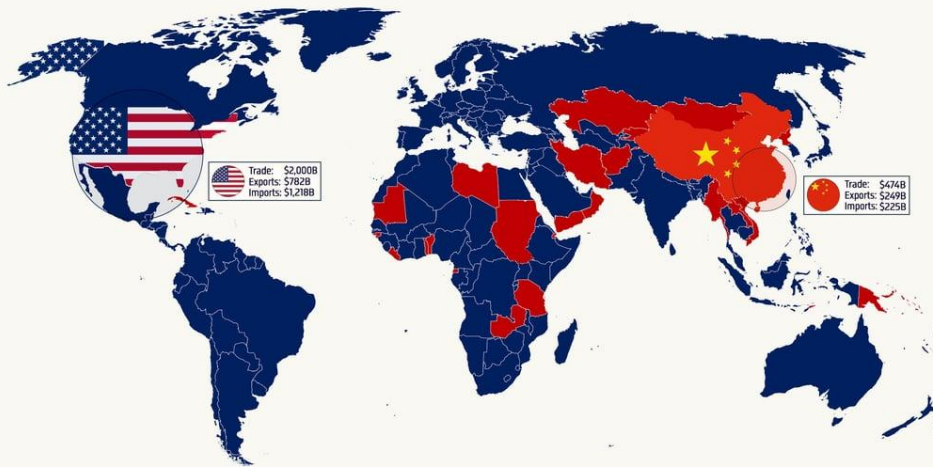 Trade: $2,000B
Exports: $782B
Imports: $1,218B
Trade: $474B
Exports: $249B
Imports: $225B